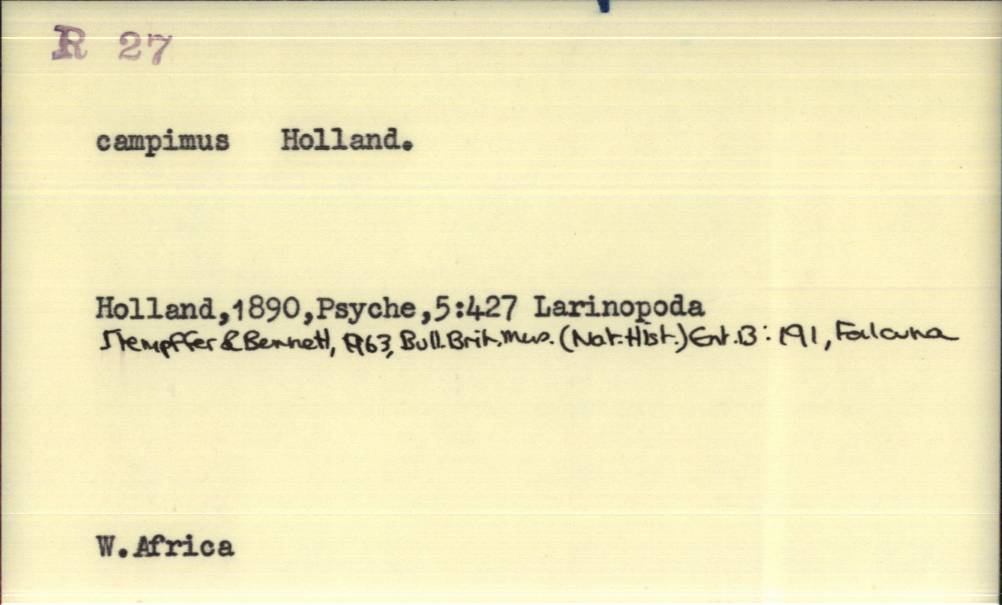 R 27
campimus Holland.
Holland,1890,Psyche,5:427 Larinopoda
Stempffer & Bennett, 1963, Bull. Brit. Mus. (Nat. Hist.) Ent. 13: 191, Falcuna
W.Africa